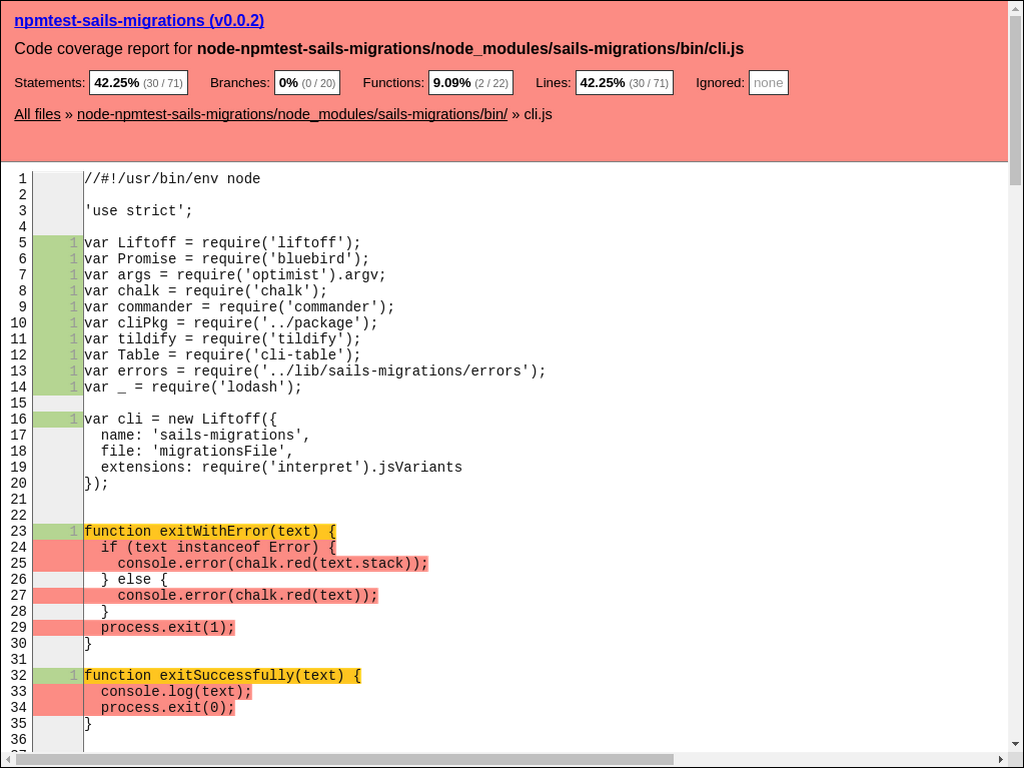 npmtest-sails-migrations (v0.0.2)
Code coverage report for node-npmtest-sails-migrations/node_modules/sails-migrations/bin/cli.js
Statements: 42.25% (30 / 71) Branches: 0% (0 / 20) Functions: 9.09% (2 / 22) Lines: 42.25% (30 / 71) Ignored: none
All files » node-npmtest-sails-migrations/node_modules/sails-migrations/bin/ » cli.js
1 //#!/usr/bin/env node
2
3 'use strict';
4
5 1 var Liftoff = require('liftoff');
6 1 var Promise = require('bluebird');
7 1 var args = require('optimist').argv;
8 1 var chalk = require('chalk');
9 1 var commander = require('commander');
10 1 var cliPkg = require('../package');
11 1 var tildify = require('tildify');
12 1 var Table = require('cli-table');
13 1 var errors = require('../lib/sails-migrations/errors');
14 1 var _ = require('lodash');
15
16 1 var cli = new Liftoff({
17   name: 'sails-migrations',
18   file: 'migrationsFile',
19   extensions: require('interpret').jsVariants
20 });
21
22
23 1 function exitWithError(text) {
24   if (text instanceof Error) {
25     console.error(chalk.red(text.stack));
26   } else {
27     console.error(chalk.red(text));
28   }
29   process.exit(1);
30 }
31
32 1 function exitSuccessfully(text) {
33   console.log(text);
34   process.exit(0);
35 }
36